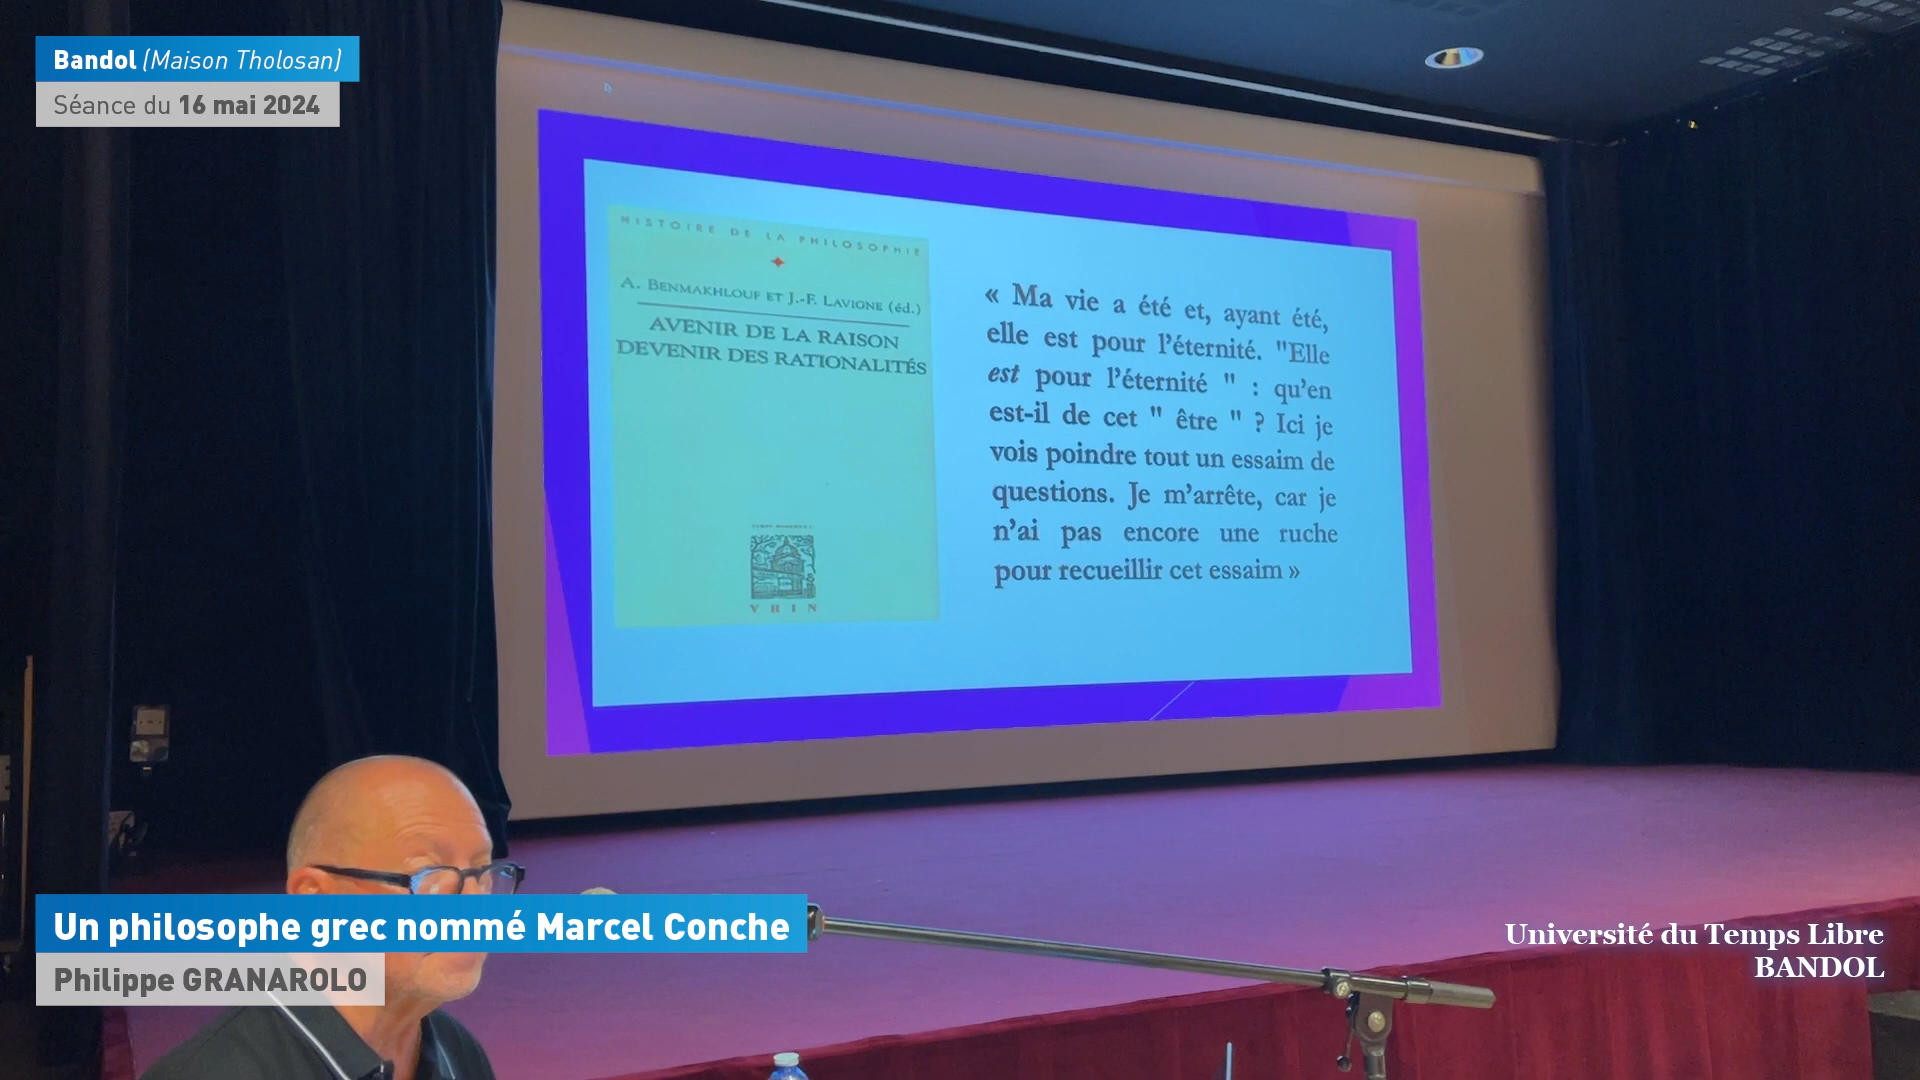 Bandol (Maison Tholosan)
Séance du 16 mai 2024
HISTOIRE DE LA PHILOSOPHIE
A. BENMAKHLOUF ET J.-F. LAVIGNE (éd.)
AVENIR DE LA RAISON
DEVENIR DES RATIONALITÉS
VRIN
« Ma vie a été et, ayant été,
elle est pour l'éternité. "Elle
est pour l'éternité " : qu'en
est-il de cet " être " ? Ici je
vois poindre tout un essaim de
questions. Je m'arrête, car je
n'ai pas encore une ruche
pour recueillir cet essaim »
Un philosophe grec nommé Marcel Conche
Philippe GRANAROLO
Université du Temps Libre
BANDOL